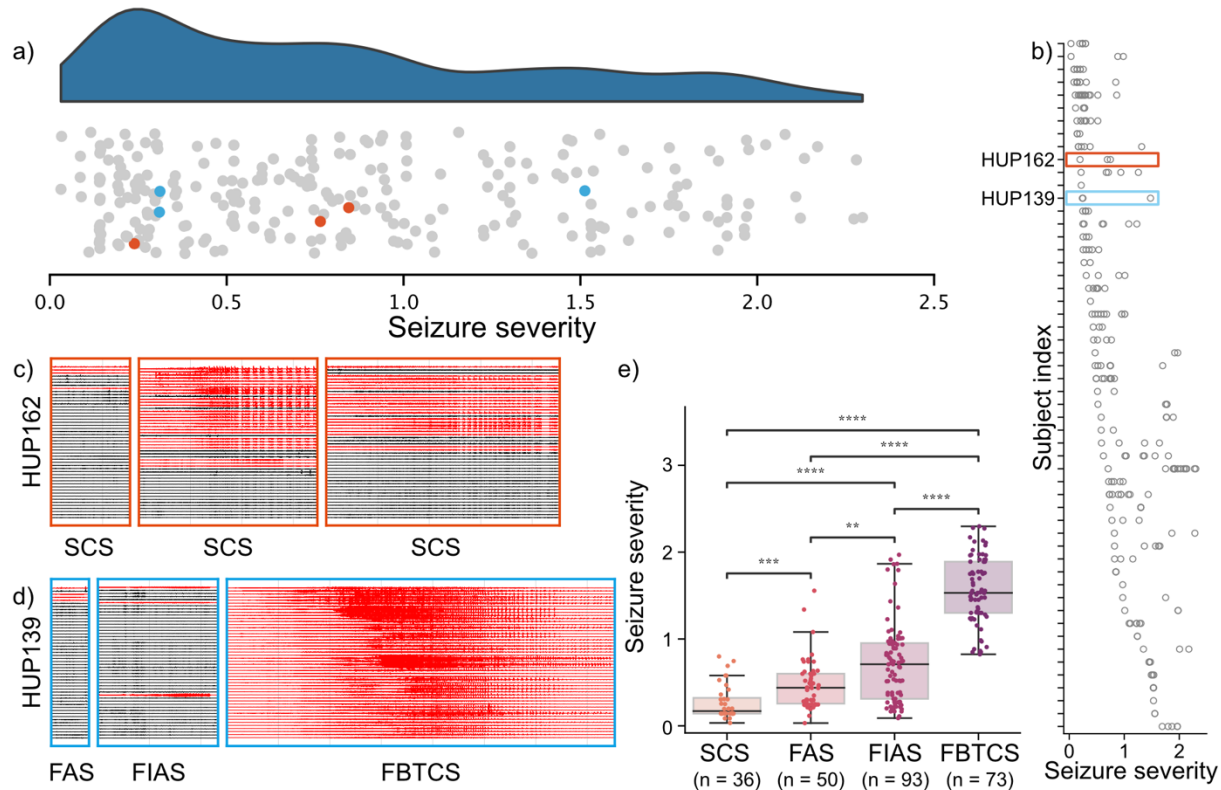 a)
0.0 0.5 1.0 1.5 2.0 2.5
Seizure severity
b)
HUP162
HUP139
Subject index
0 1 2
Seizure severity
c)
HUP162
SCS SCS SCS
d)
HUP139
FAS FIAS FBTCS
e)
Seizure severity
3
2
1
0
****
****
****
****
**
***
SCS FAS FIAS FBTCS
(n = 36) (n = 50) (n = 93) (n = 73)